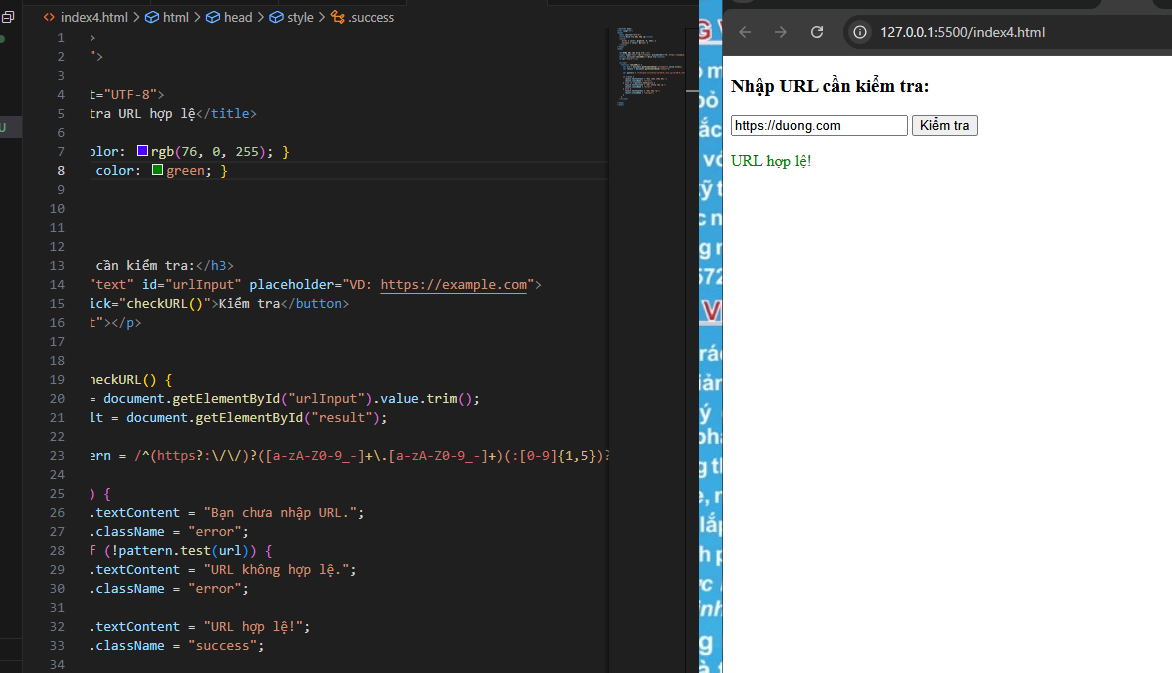 index4.html > html > head > style > .success
1 >
2 ">
3
4 t="UTF-8">
5 tra URL hợp lệ</title>
6
7 olor: rgb(76, 0, 255); }
8 color: green; }
9
10
11
12
13 cần kiểm tra:</h3>
14 "text" id="urlInput" placeholder="VD: https://example.com">
15 ick="checkURL()">Kiểm tra</button>
16 t"></p>
17
18
19 heckURL() {
20 = document.getElementById("urlInput").value.trim();
21 lt = document.getElementById("result");
22
23 ern = /^(https?:\/\/)?([a-zA-Z0-9_-]+\.[a-zA-Z0-9_-]+)(:[0-9]{1,5})?
24
25 ) {
26 .textContent = "Bạn chưa nhập URL.";
27 .className = "error";
28 f (!pattern.test(url)) {
29 .textContent = "URL không hợp lệ.";
30 .className = "error";
31
32 .textContent = "URL hợp lệ!";
33 .className = "success";
34
U
127.0.0.1:5500/index4.html
Nhập URL cần kiểm tra:
https://duong.com Kiểm tra
URL hợp lệ!